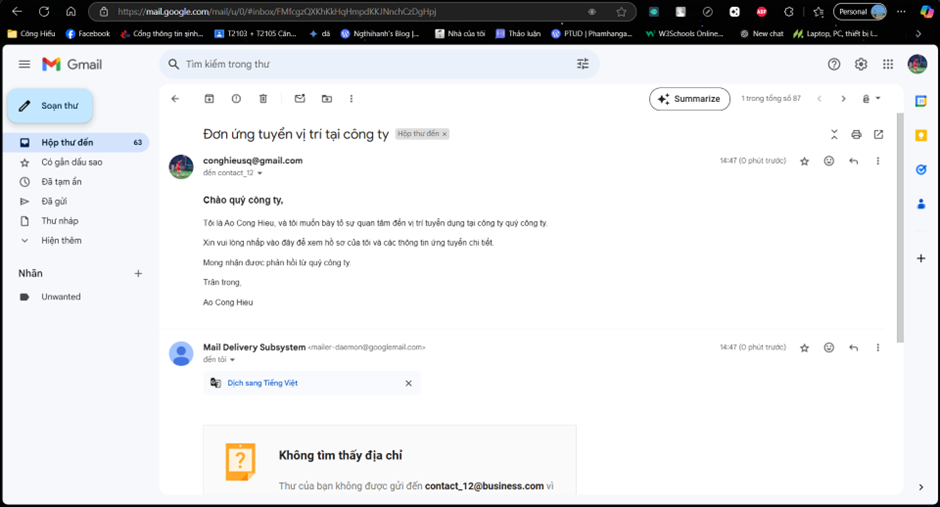 https://mail.google.com/mail/u/0/#inbox/FMfcgzQXKhKkHqHmpdKKJNnchCzDgHpj
Personal
Công Hiếu
Facebook
Cổng thông tin sinh...
T2103 + T2105 Căn...
dà
Ngthihanh's Blog |...
Nhà của tôi
Thảo luận
PTUD | Phamhanga...
W3Schools Online...
New chat
Laptop, PC, thiết bị l...
Gmail
Tìm kiếm trong thư
Soạn thư
Summarize
1 trong tổng số 87
Hộp thư đến 63
Có gắn dấu sao
Đã tạm ẩn
Đã gửi
Thư nháp
Hiện thêm
Nhãn
Unwanted
Đơn ứng tuyển vị trí tại công ty Hộp thư đến x
conghieusq@gmail.com
14:47 (0 phút trước)
đến contact_12
Chào quý công ty,
Tôi là Ao Cong Hieu, và tôi muốn bày tỏ sự quan tâm đến vị trí tuyển dụng tại công ty quý công ty.
Xin vui lòng nhấp vào đây để xem hồ sơ của tôi và các thông tin ứng tuyển chi tiết.
Mong nhận được phản hồi từ quý công ty
Trân trọng,
Ao Cong Hieu
Mail Delivery Subsystem <mailer-daemon@googlemail.com>
14:47 (0 phút trước)
đến tôi
Dịch sang Tiếng Việt
Không tìm thấy địa chỉ
Thư của bạn không được gửi đến contact_12@business.com vì